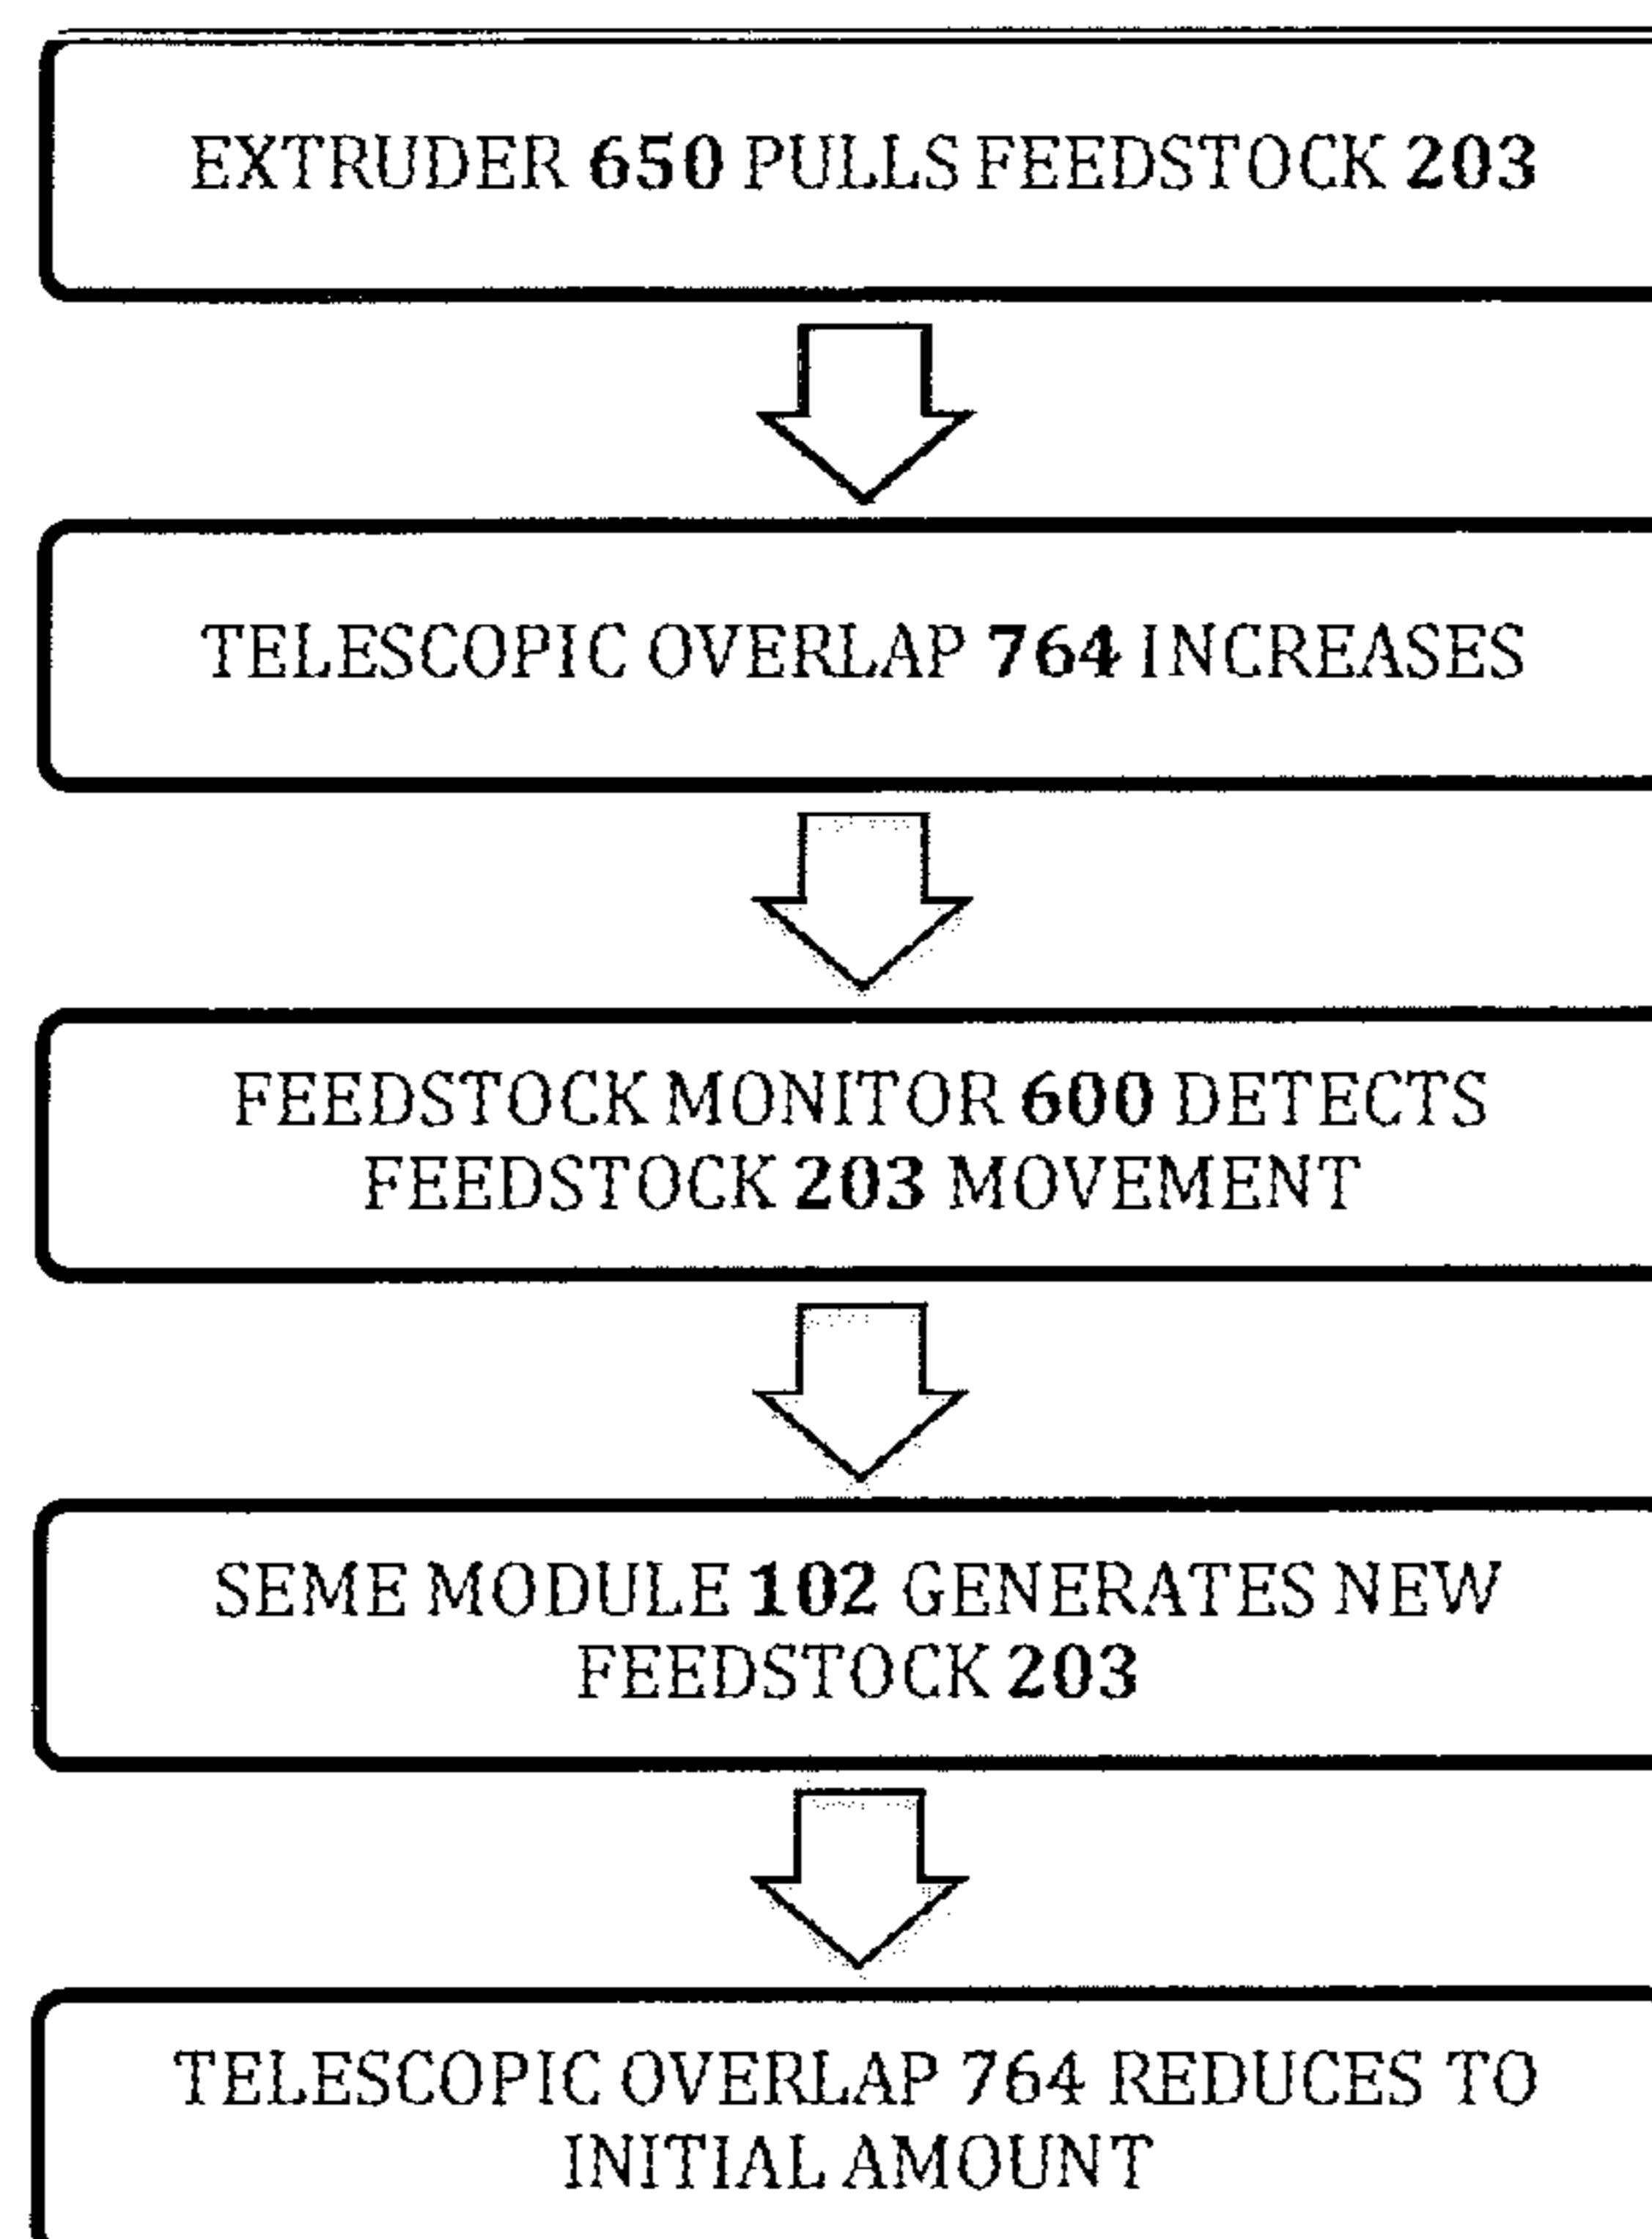 EXTRUDER 650 PULLS FEEDSTOCK 203
TELESCOPIC OVERLAP 764 INCREASES
FEEDSTOCK MONITOR 600 DETECTS
FEEDSTOCK 203 MOVEMENT
SEME MODULE 102 GENERATES NEW
FEEDSTOCK 203
TELESCOPIC OVERLAP 764 REDUCES TO
INITIAL AMOUNT